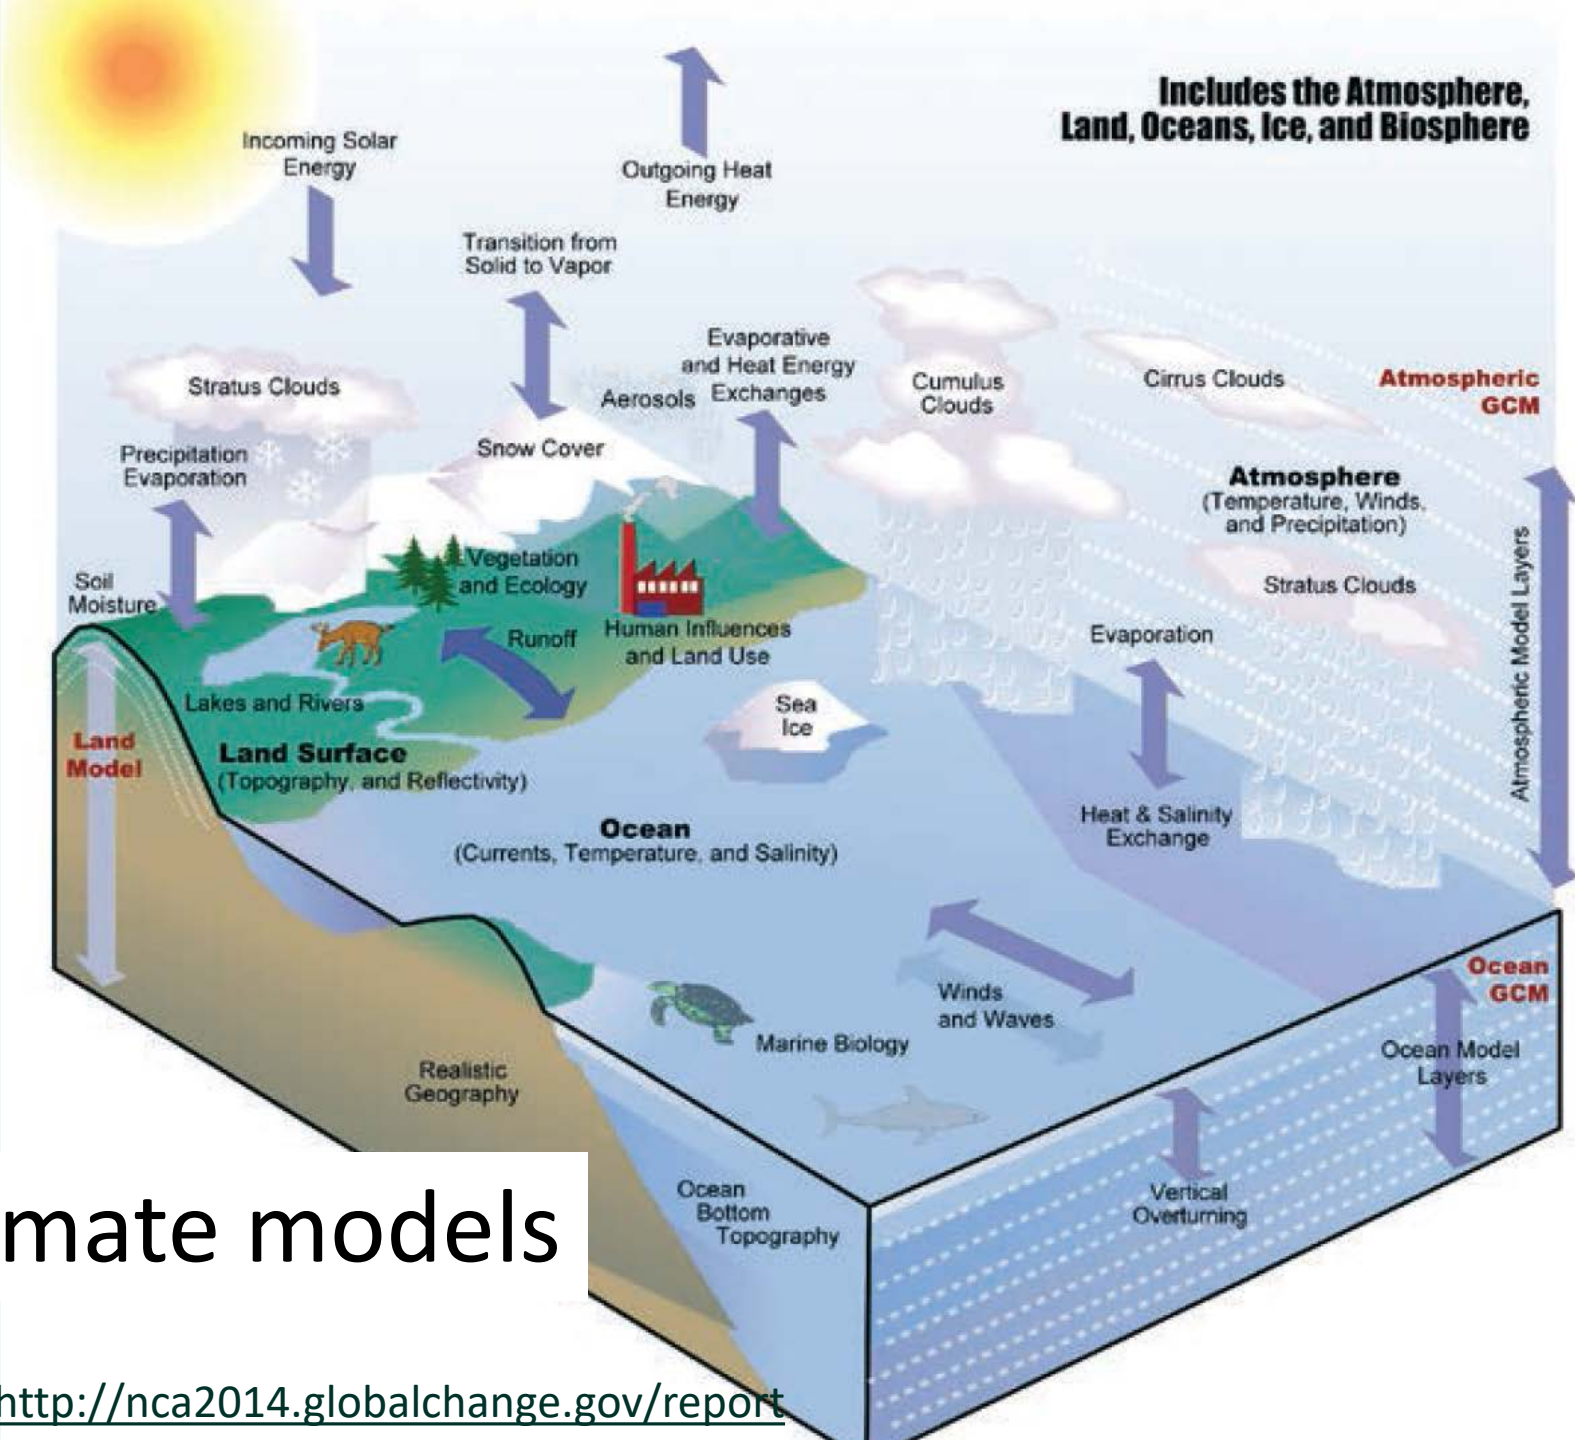 Includes the Atmosphere,
Land, Oceans, Ice, and Biosphere
Incoming Solar
Energy
Outgoing Heat
Energy
Transition from
Solid to Vapor
Evaporative
and Heat Energy
Exchanges
Aerosols
Stratus Clouds
Cumulus
Clouds
Cirrus Clouds
Atmospheric
GCM
Precipitation
Evaporation
Snow Cover
Atmosphere
(Temperature, Winds,
and Precipitation)
Atmospheric Model Layers
Soil
Moisture
Vegetation
and Ecology
Stratus Clouds
Runoff
Human Influences
and Land Use
Evaporation
Lakes and Rivers
Sea
Ice
Land
Model
Land Surface
(Topography, and Reflectivity)
Heat & Salinity
Exchange
Ocean
(Currents, Temperature, and Salinity)
Ocean
GCM
Winds
and Waves
Marine Biology
Ocean Model
Layers
Realistic
Geography
Ocean
Bottom
Topography
Vertical
Overturning
mate models
http://nca2014.globalchange.gov/report